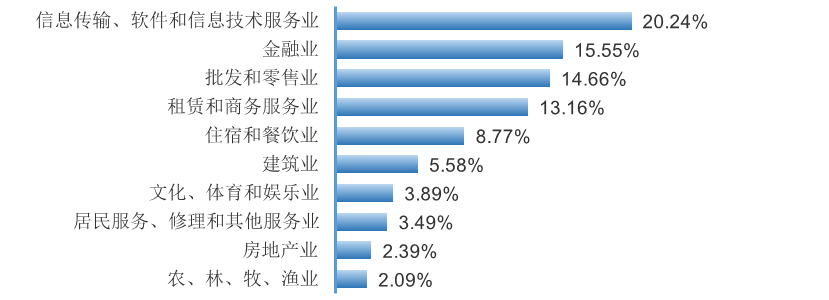 信息传输、软件和信息技术服务业 20.24%
金融业 15.55%
批发和零售业 14.66%
租赁和商务服务业 13.16%
住宿和餐饮业 8.77%
建筑业 5.58%
文化、体育和娱乐业 3.89%
居民服务、修理和其他服务业 3.49%
房地产业 2.39%
农、林、牧、渔业 2.09%